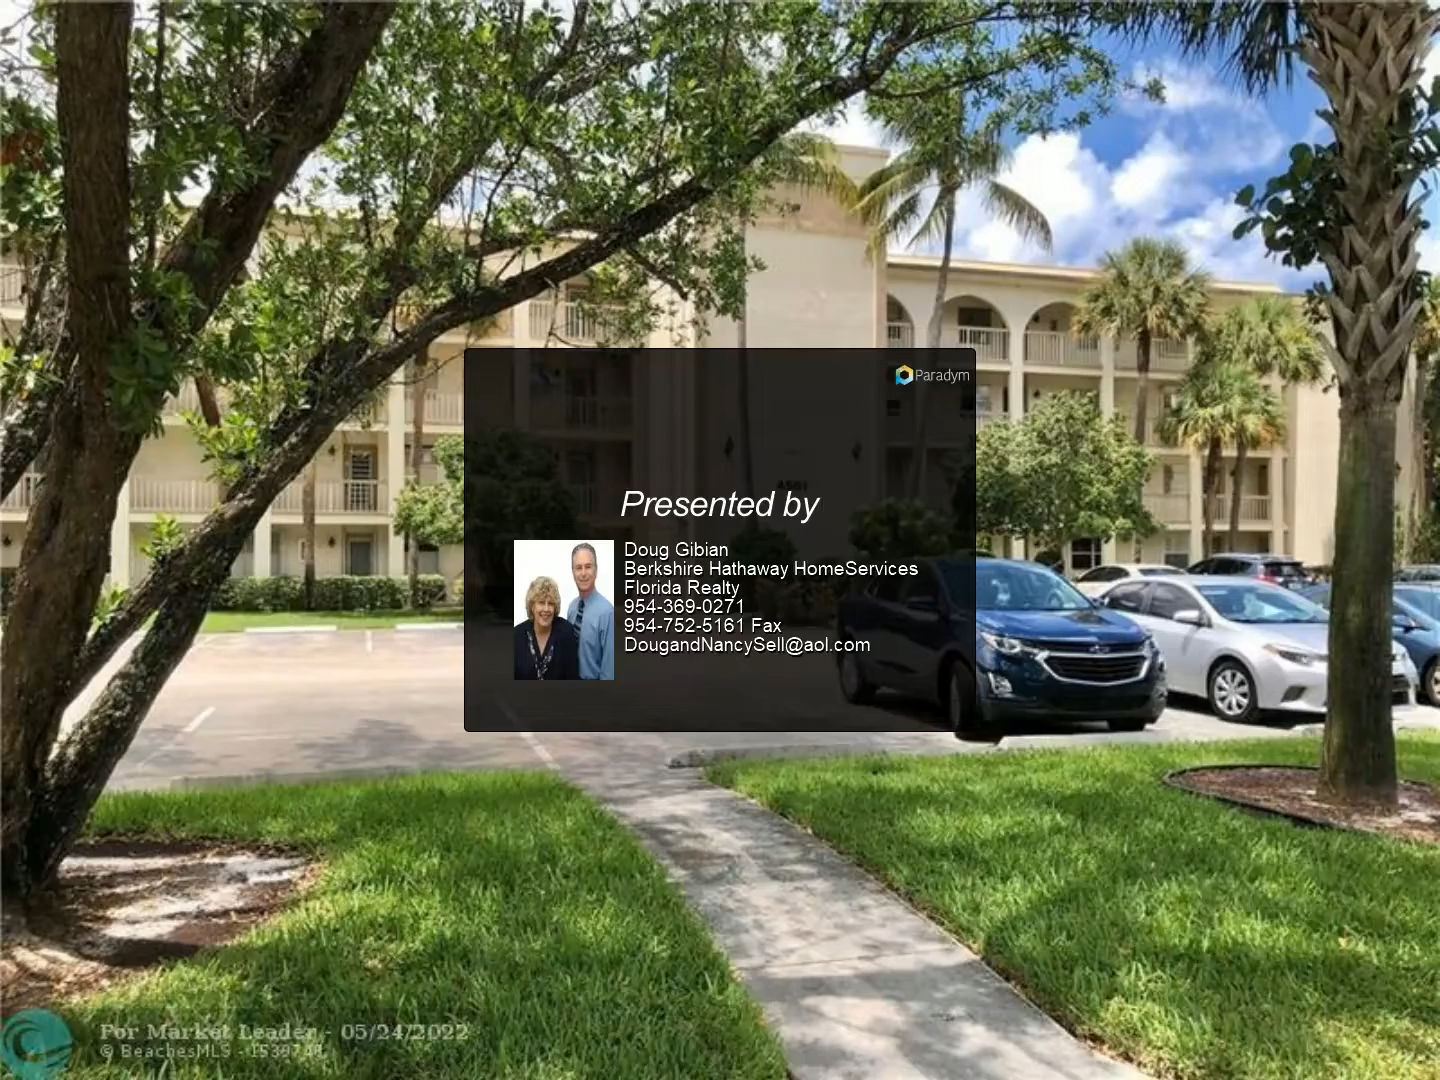 Paradym
4501
Presented by
Doug Gibian
Berkshire Hathaway HomeServices
Florida Realty
954-369-0271
954-752-5161 Fax
DougandNancySell@aol.com
For Market Leader - 05/24/2022
© BeachesMLS -